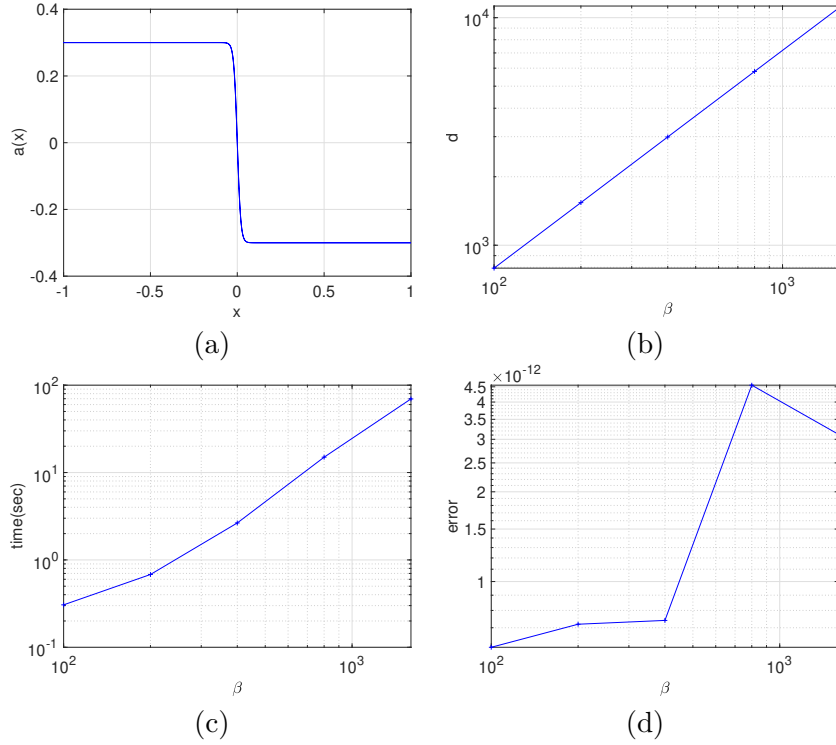 0.4
0.2
0
-0.2
-0.4
a(x)
-1
-0.5
0
0.5
1
x
(a)
10^4
10^3
d
10^2
10^3
β
(b)
10^2
10^1
10^0
10^-1
time(sec)
10^2
10^3
β
(c)
×10^-12
4.5
4
3.5
3
2.5
2
1.5
1
error
10^2
10^3
β
(d)